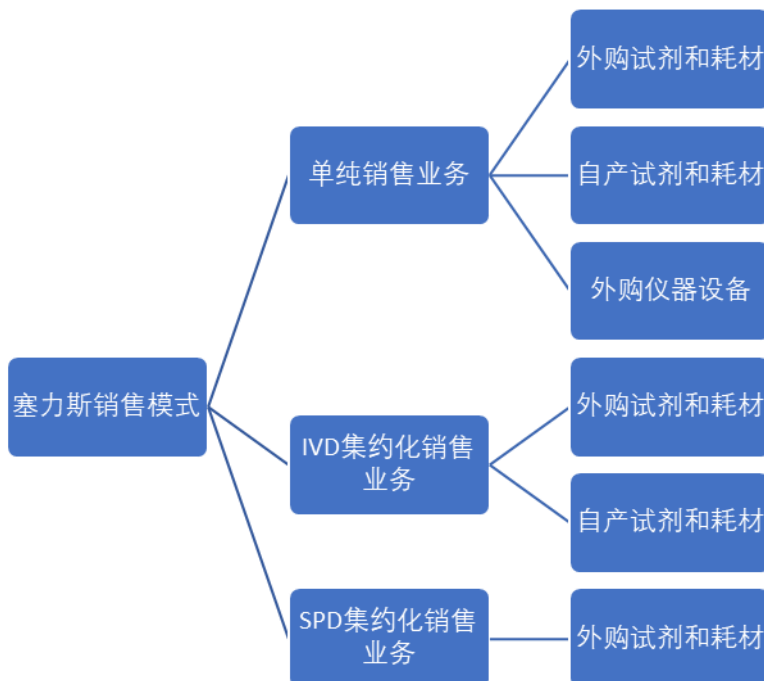 外购试剂和耗材
单纯销售业务
自产试剂和耗材
外购仪器设备
塞力斯销售模式
外购试剂和耗材
IVD集约化销售
业务
自产试剂和耗材
SPD集约化销售
业务
外购试剂和耗材